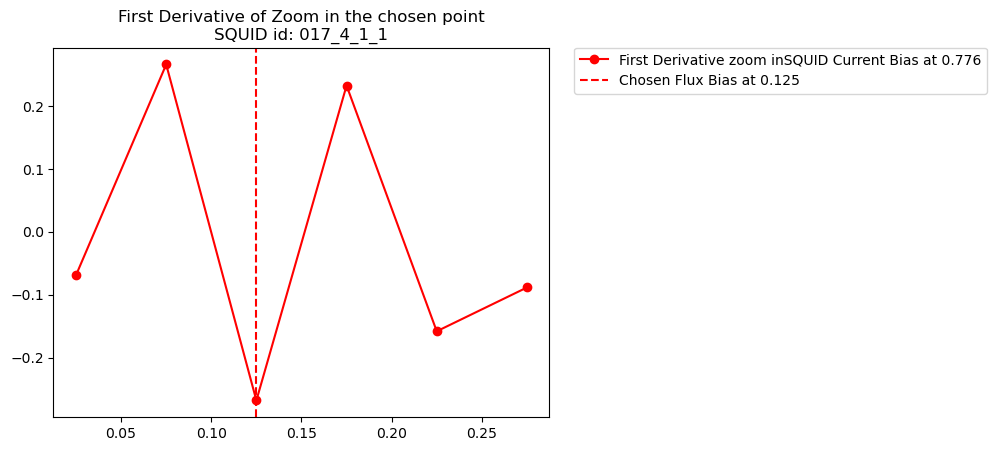 First Derivative of Zoom in the chosen point
SQUID id: 017_4_1_1
First Derivative zoom inSQUID Current Bias at 0.776
Chosen Flux Bias at 0.125
0.2
0.1
0.0
−0.1
−0.2
0.05
0.10
0.15
0.20
0.25